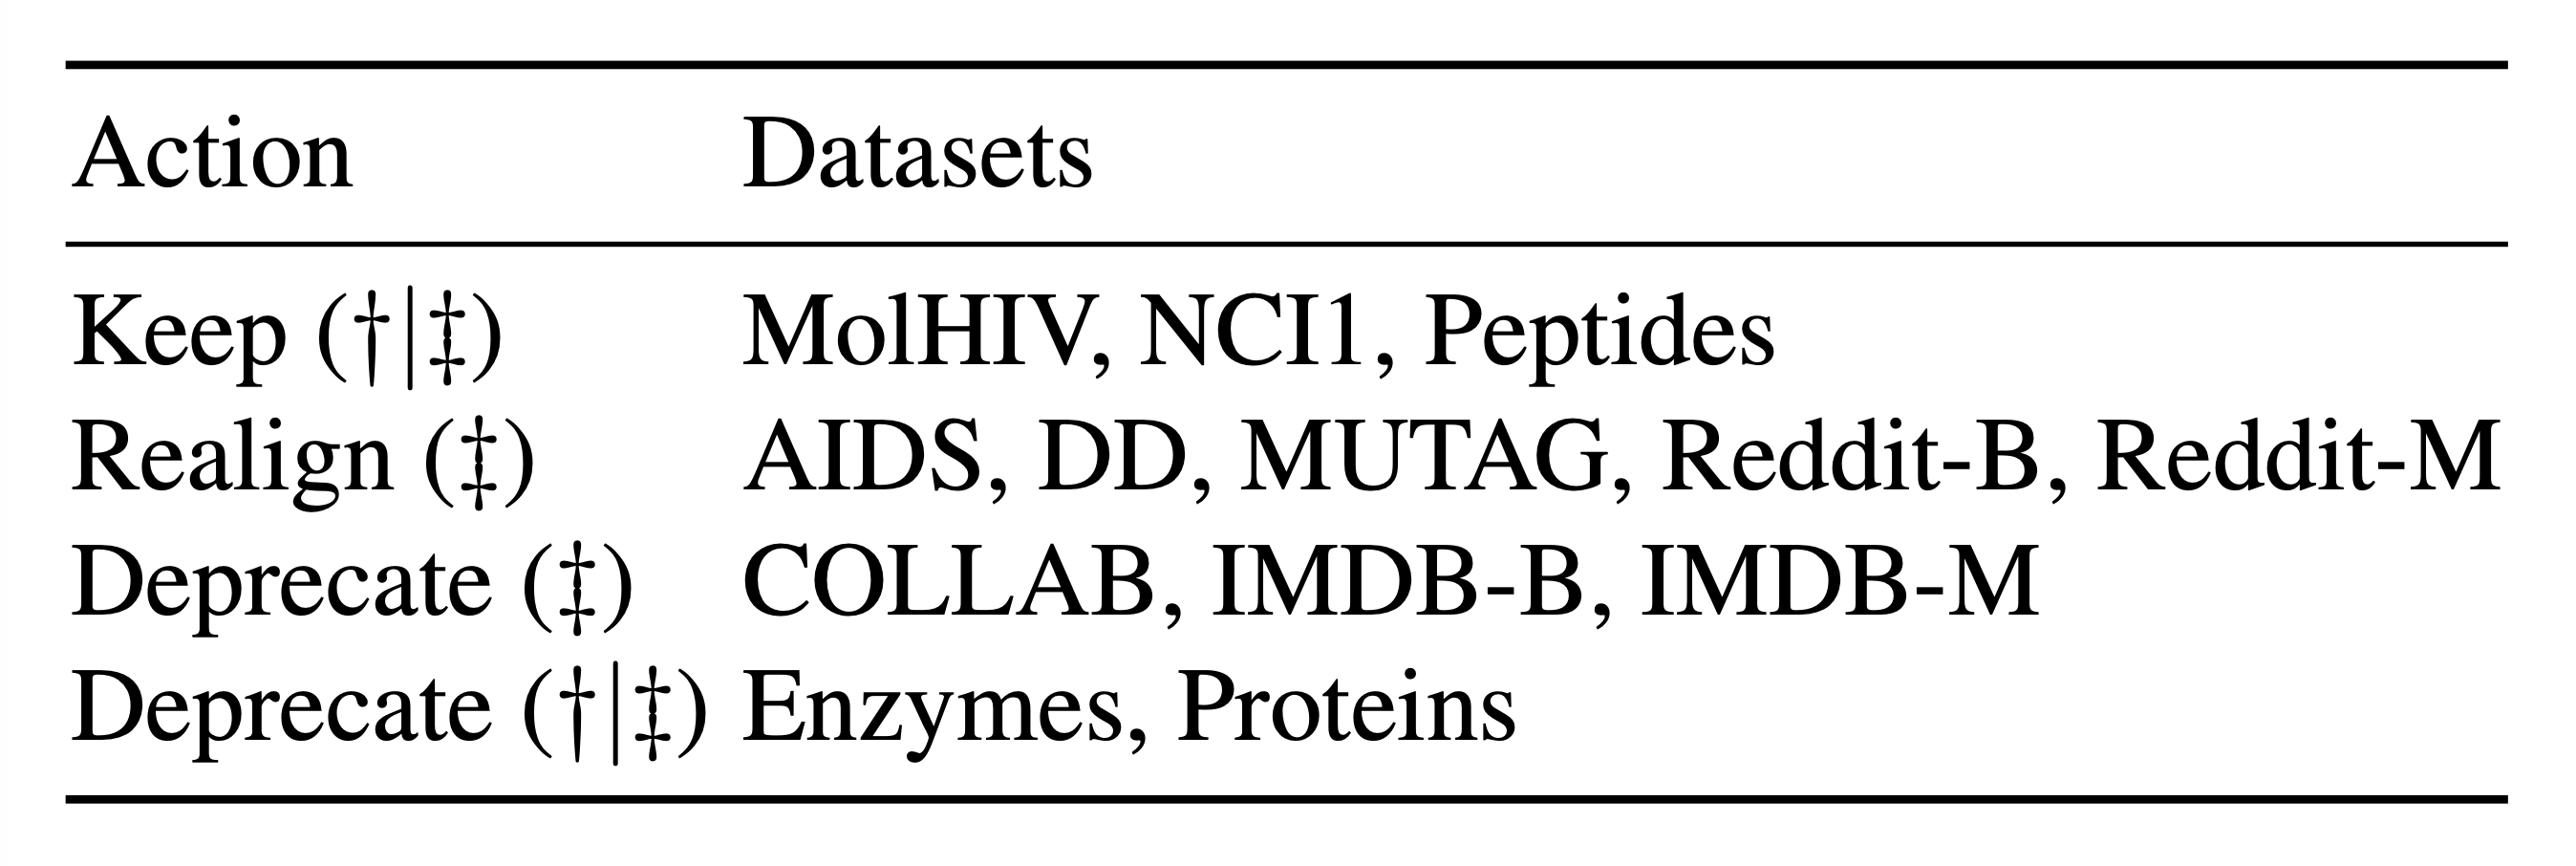 Action Datasets
Keep (†|‡) MolHIV, NCI1, Peptides
Realign (‡) AIDS, DD, MUTAG, Reddit-B, Reddit-M
Deprecate (‡) COLLAB, IMDB-B, IMDB-M
Deprecate (†|‡) Enzymes, Proteins